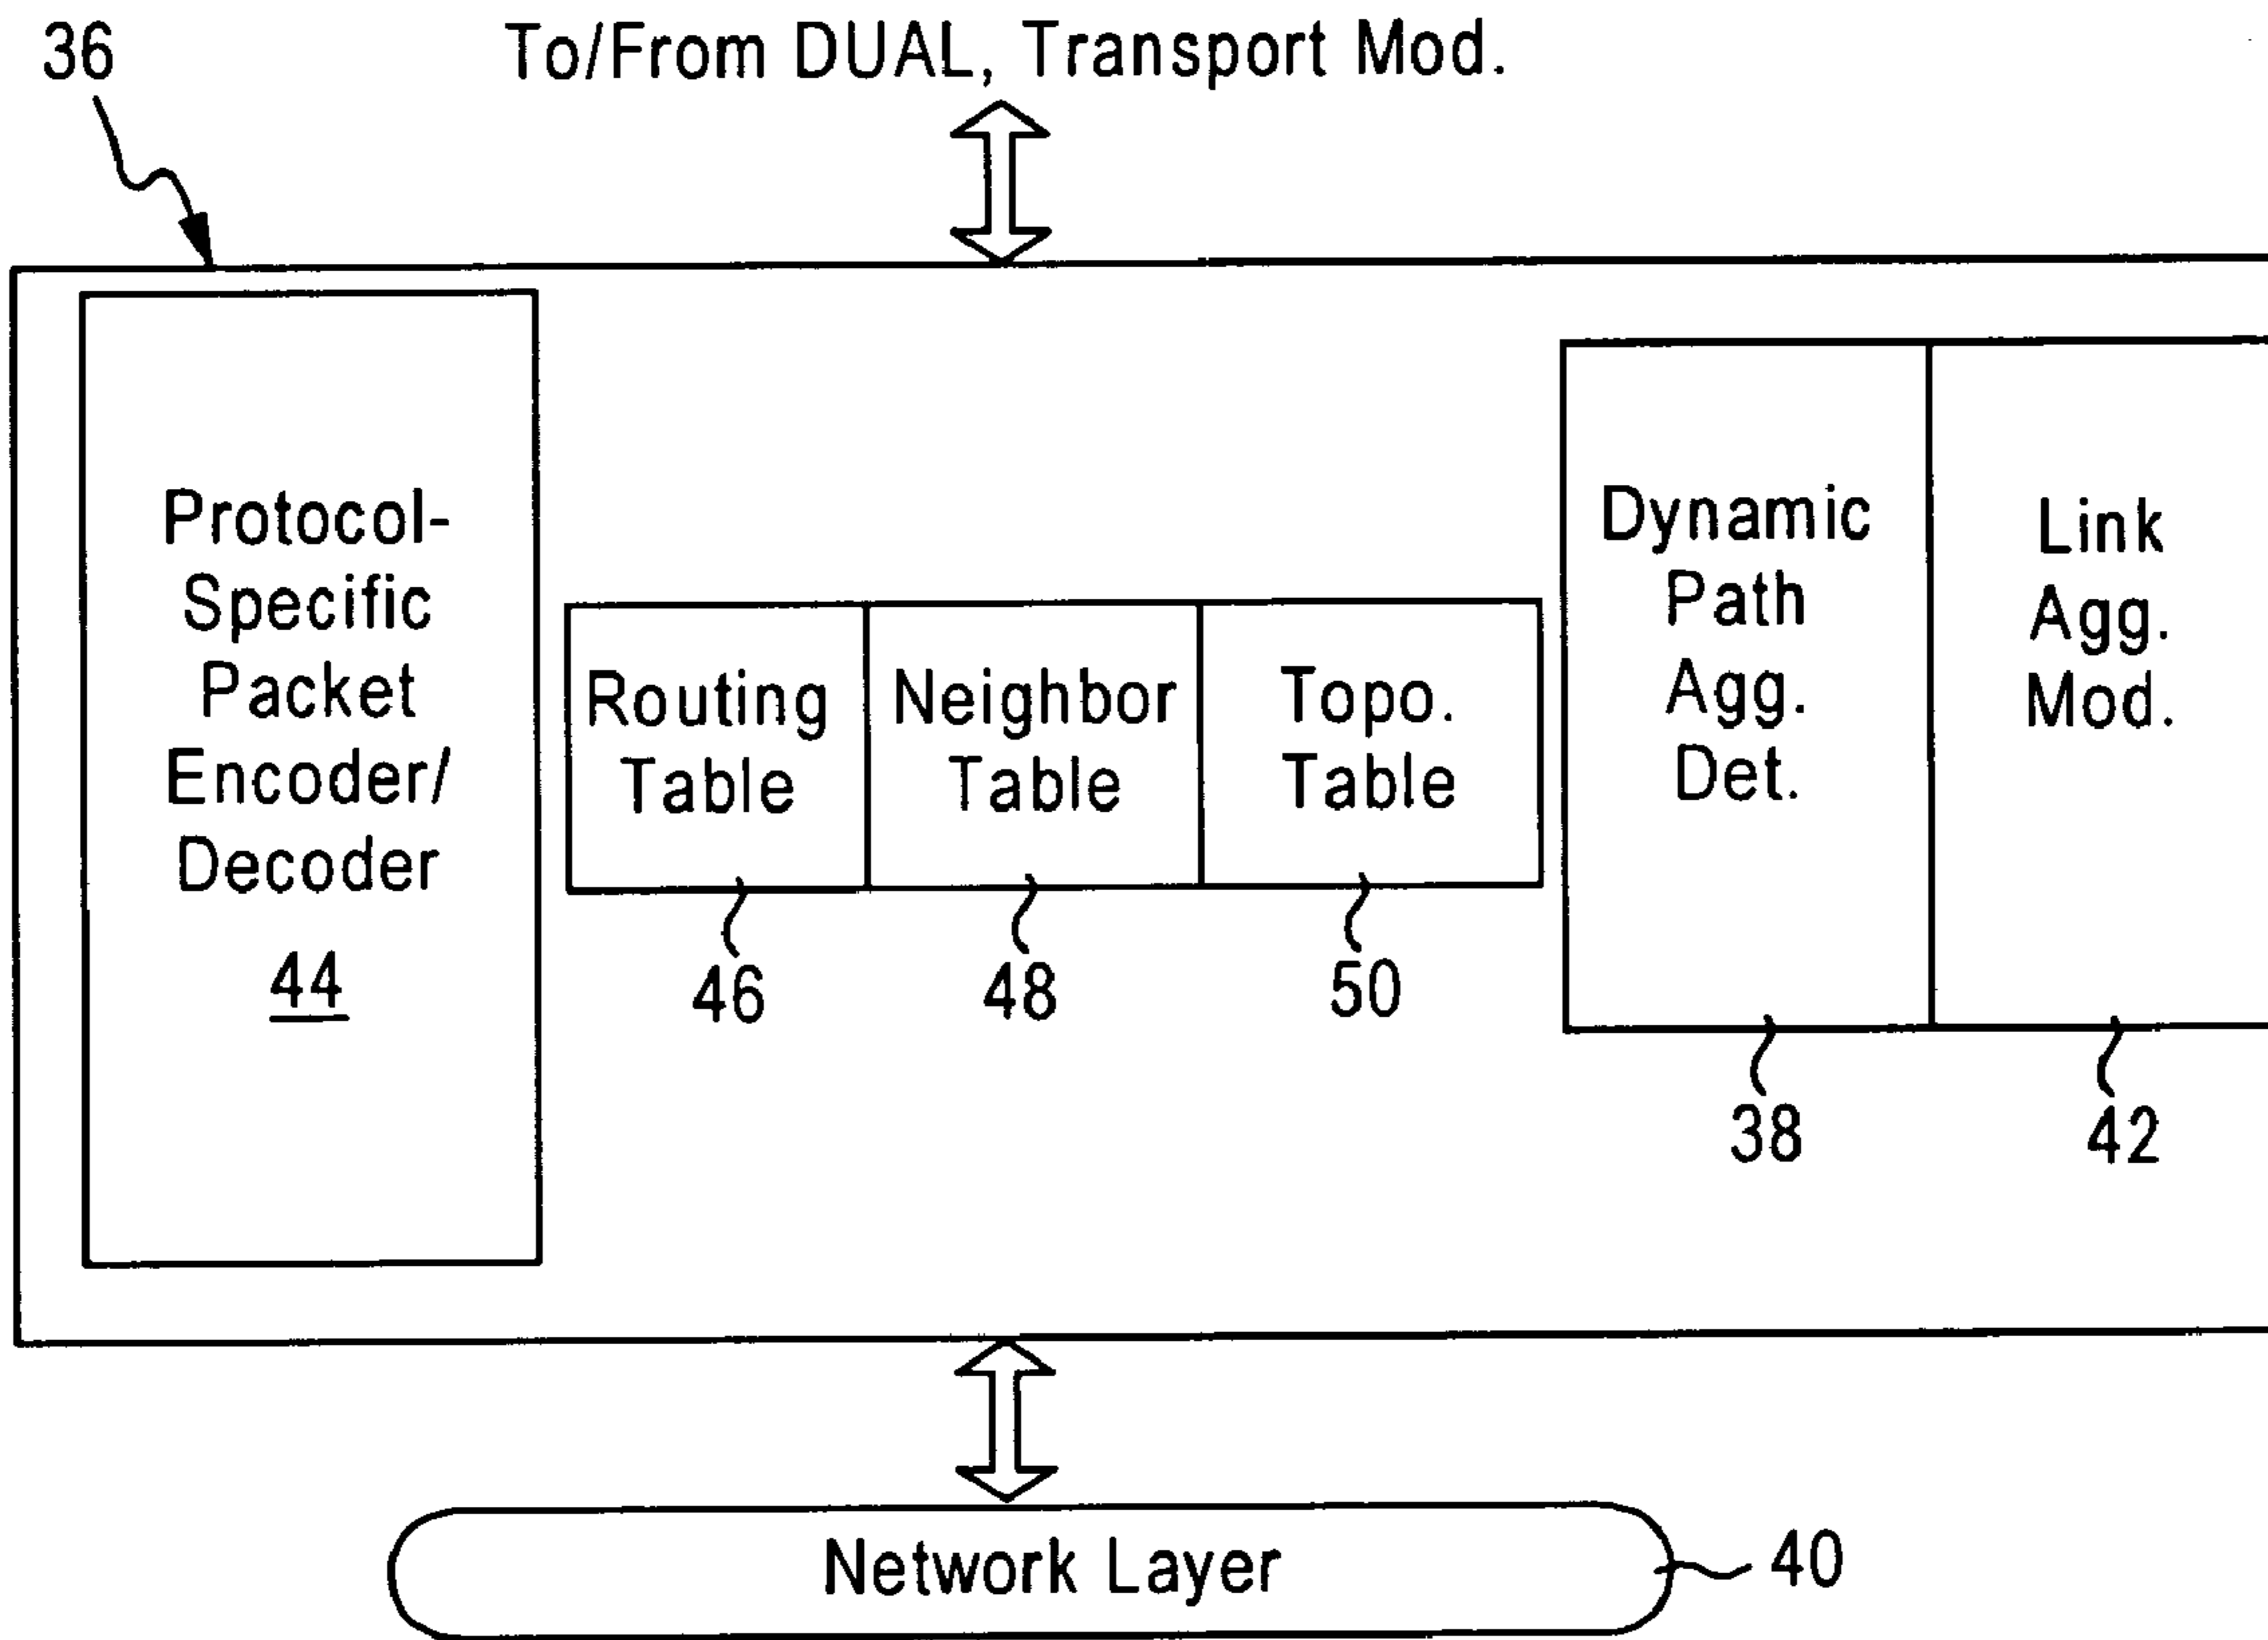 36
To/From DUAL, Transport Mod.
Protocol-
Specific
Packet
Encoder/
Decoder
44
Routing
Table
46
Neighbor
Table
48
Topo.
Table
50
Dynamic
Path
Agg.
Det.
38
Link
Agg.
Mod.
42
Network Layer
40